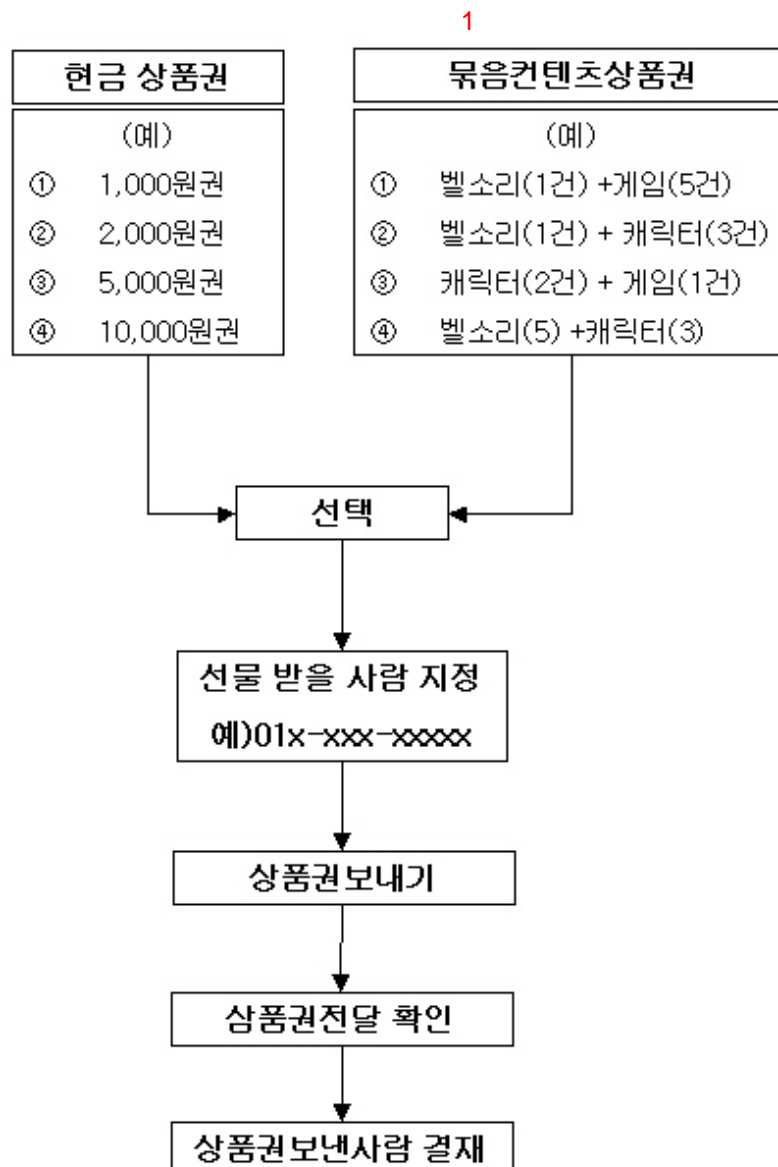 1
현금 상품권
(예)
① 1,000원권
② 2,000원권
③ 5,000원권
④ 10,000원권
묶음컨텐츠상품권
(예)
① 벨소리(1건) +게임(5건)
② 벨소리(1건) + 캐릭터(3건)
③ 캐릭터(2건) + 게임(1건)
④ 벨소리(5) +캐릭터(3)
선택
선물 받을 사람 지정
예)01x-xxx-xxxxx
상품권보내기
삼품권전달 확인
상품권보낸사람 결재